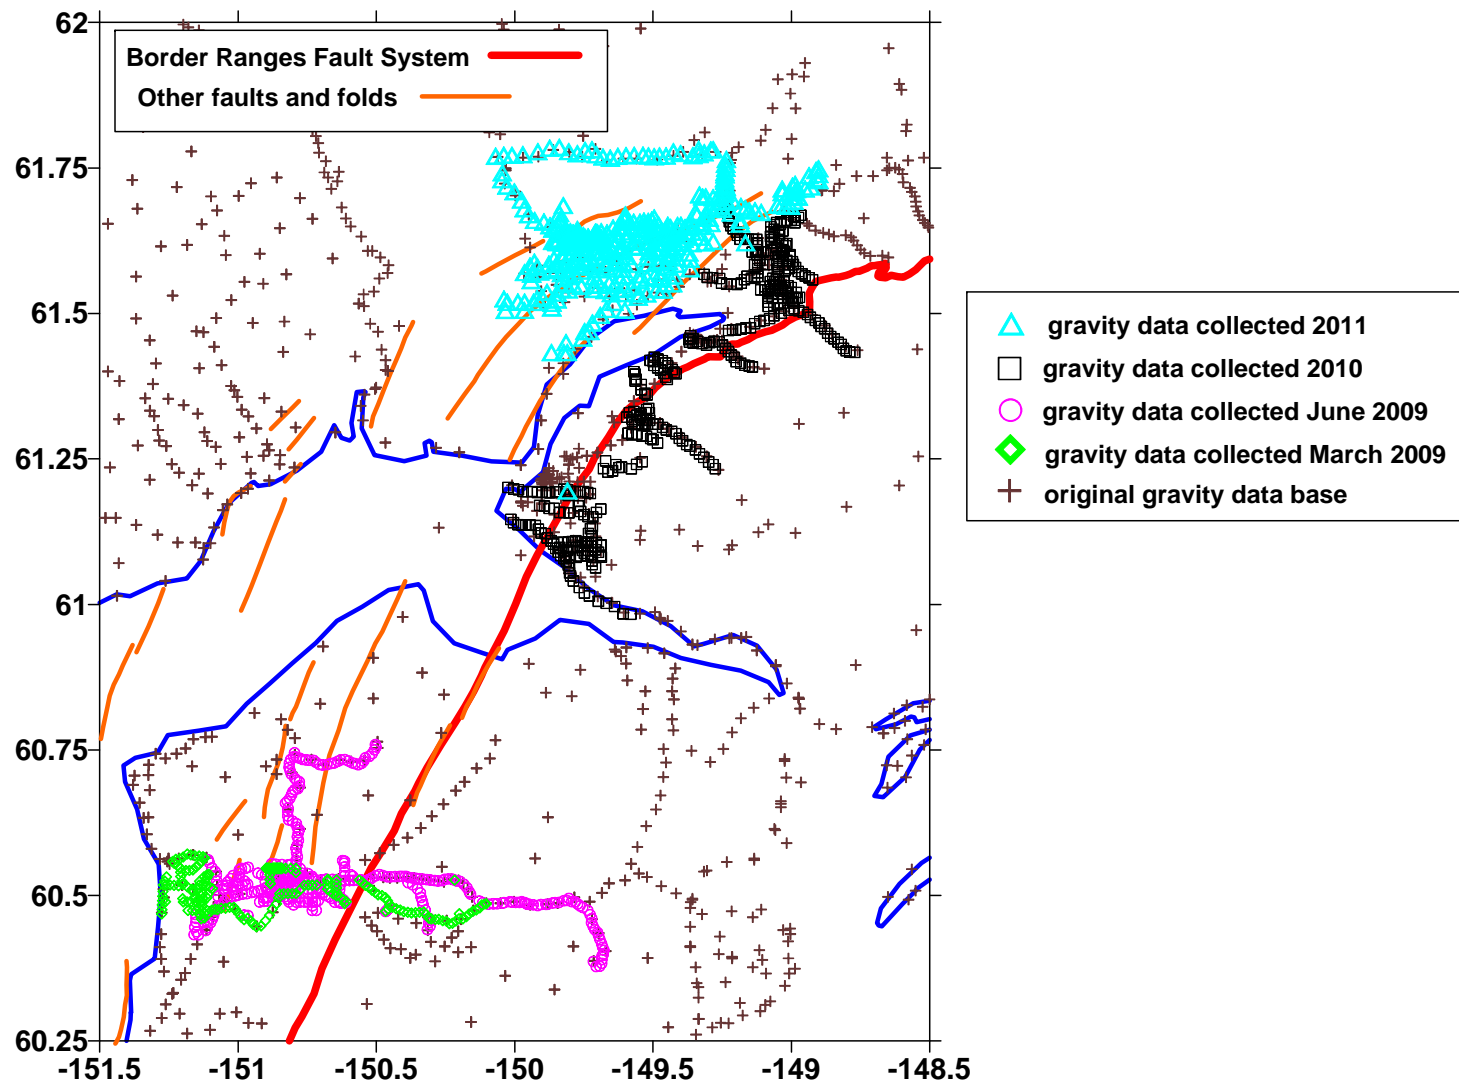 62
Border Ranges Fault System
Other faults and folds
61.75
61.5
61.25
61
60.75
60.5
60.25
-151.5
-151
-150.5
-150
-149.5
-149
-148.5
gravity data collected 2011
gravity data collected 2010
gravity data collected June 2009
gravity data collected March 2009
original gravity data base